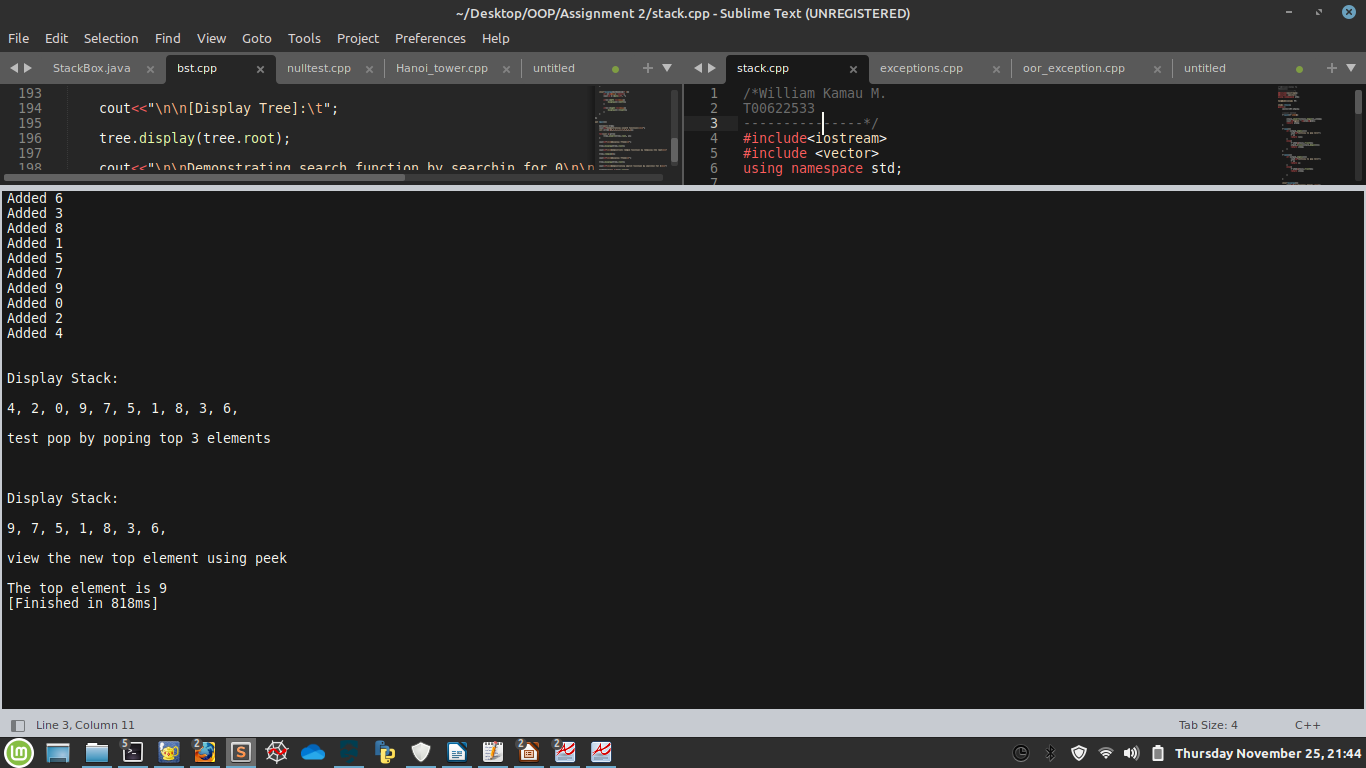 ~/Desktop/OOP/Assignment 2/stack.cpp - Sublime Text (UNREGISTERED)
File Edit Selection Find View Goto Tools Project Preferences Help
StackBox.java bst.cpp nulltest.cpp Hanoi_tower.cpp untitled
193
194 cout<<"\n\n[Display Tree]:\t";
195
196 tree.display(tree.root);
197
198 cout<<"\n\nDemonstrating search function by searchin for 0\n\n
stack.cpp exceptions.cpp oor_exception.cpp untitled
1 /*William Kamau M.
2 T00622533
3 ---------------*/
4 #include<iostream>
5 #include <vector>
6 using namespace std;
7
Added 6
Added 3
Added 8
Added 1
Added 5
Added 7
Added 9
Added 0
Added 2
Added 4
Display Stack:
4, 2, 0, 9, 7, 5, 1, 8, 3, 6,
test pop by poping top 3 elements
Display Stack:
9, 7, 5, 1, 8, 3, 6,
view the new top element using peek
The top element is 9
[Finished in 818ms]
Line 3, Column 11 Tab Size: 4 C++
5 2 2 2 Thursday November 25, 21:44